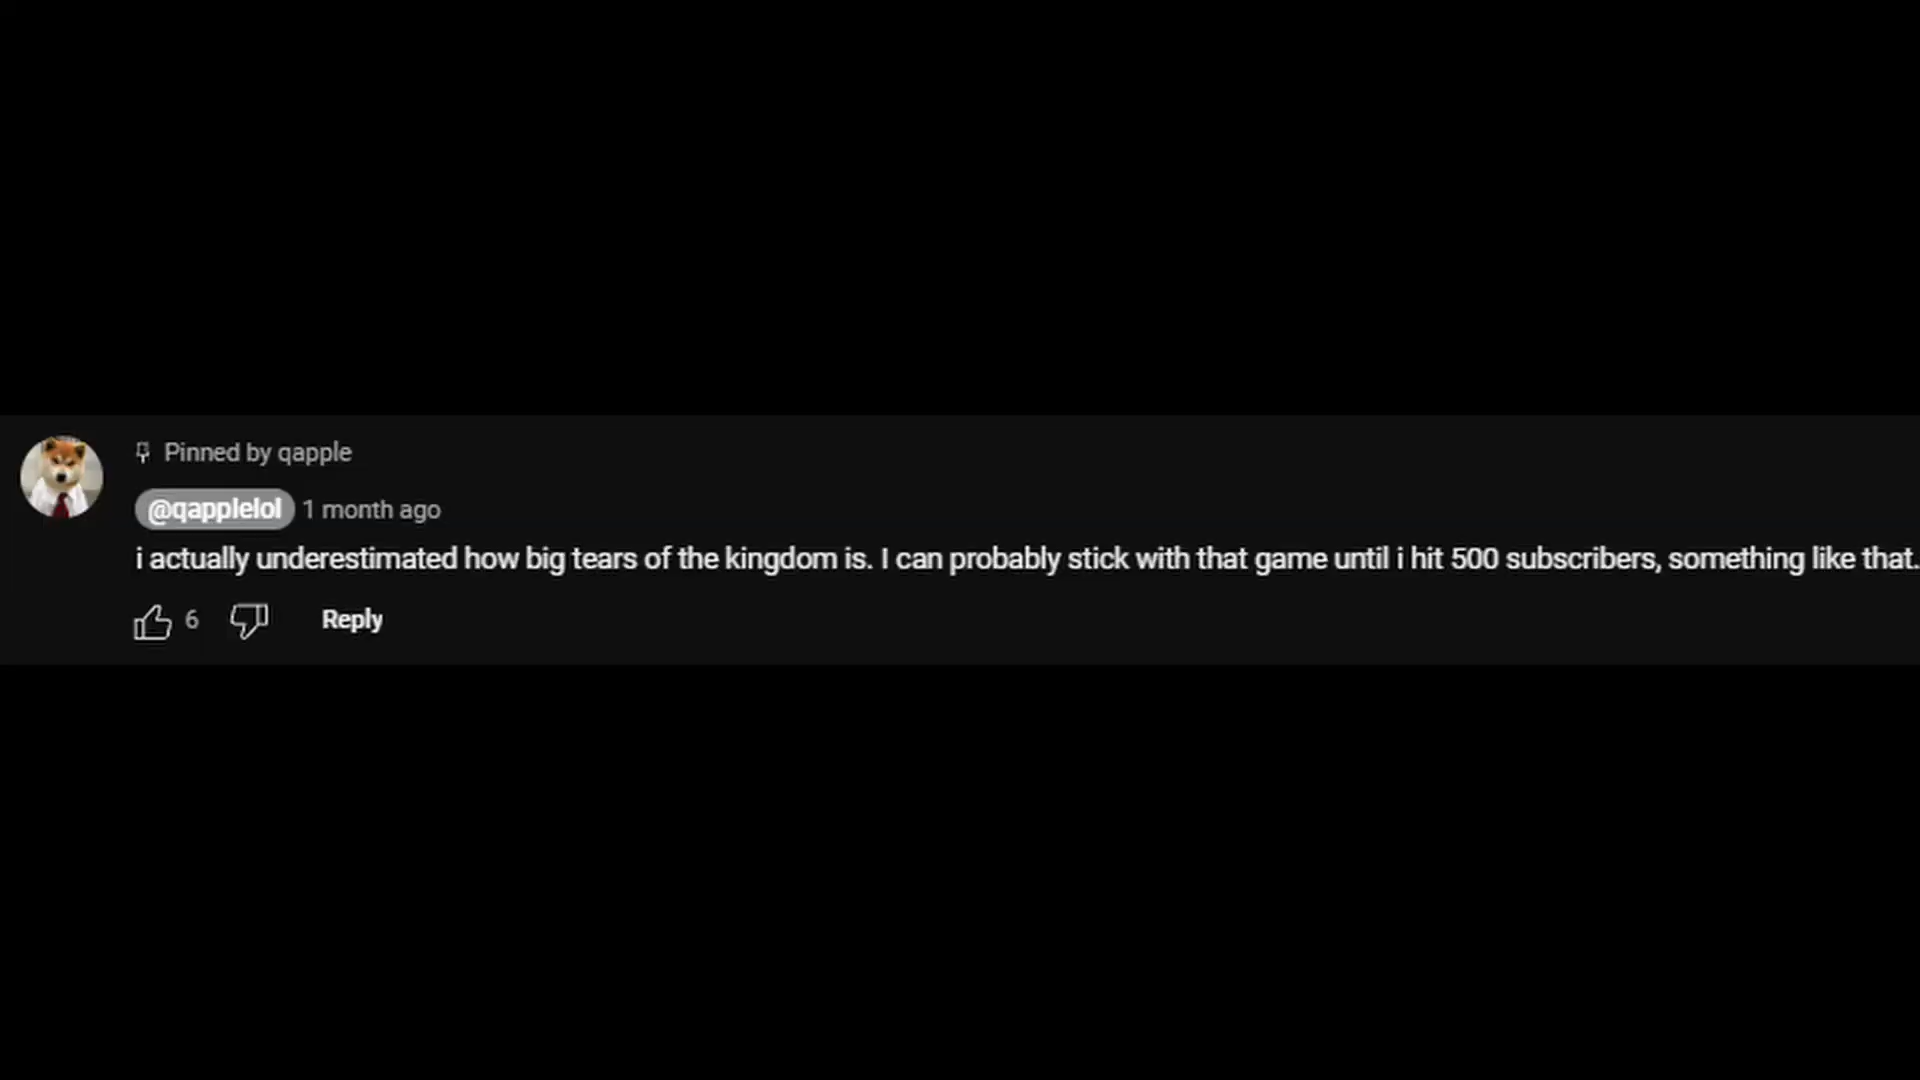 Pinned by qapple
@qapplelol 1 month ago
i actually underestimated how big tears of the kingdom is. I can probably stick with that game until i hit 500 subscribers, something like that.
6 Reply